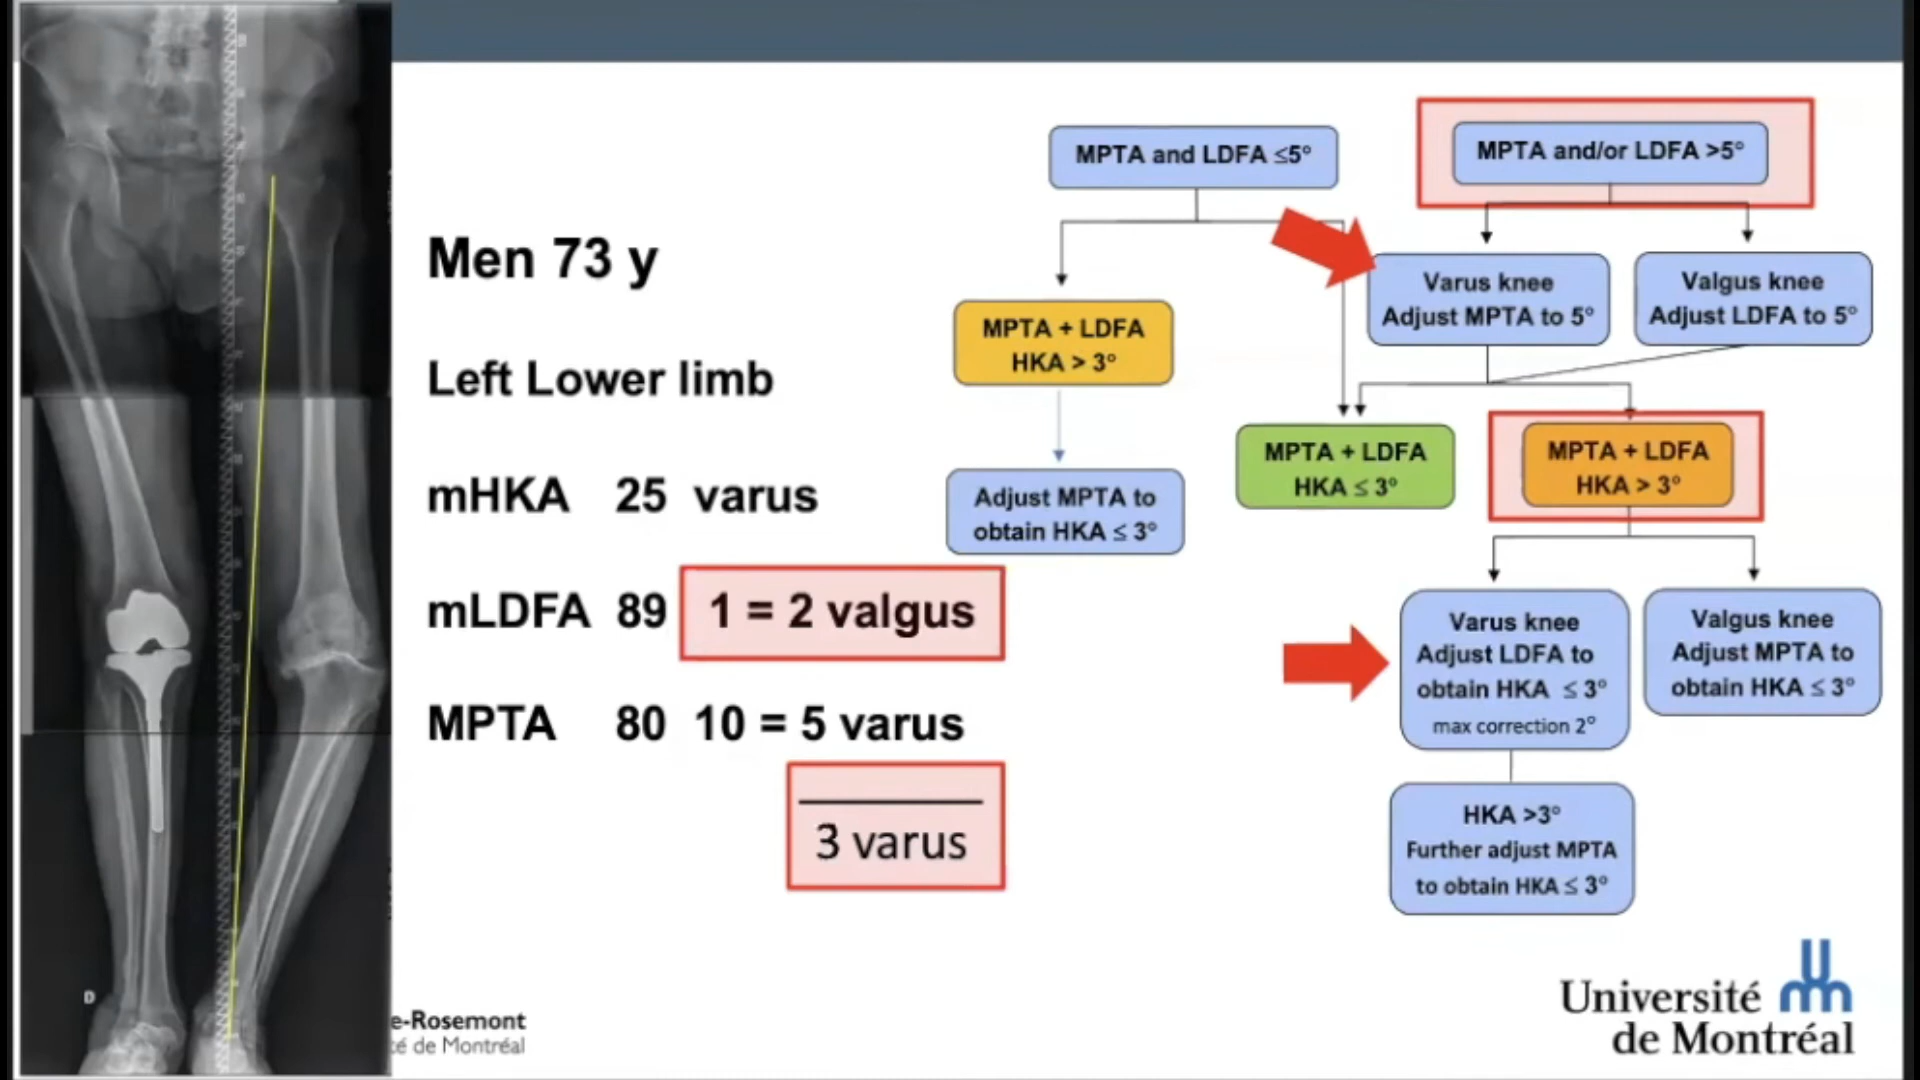 Men 73 y
Left Lower limb
mHKA 25 varus
mLDFA 89 1 = 2 valgus
MPTA 80 10 = 5 varus
3 varus
MPTA and LDFA ≤5°
MPTA and/or LDFA >5°
Varus knee
Adjust MPTA to 5°
Valgus knee
Adjust LDFA to 5°
MPTA + LDFA
HKA > 3°
Adjust MPTA to
obtain HKA ≤ 3°
MPTA + LDFA
HKA ≤ 3°
MPTA + LDFA
HKA > 3°
Varus knee
Adjust LDFA to
obtain HKA ≤ 3°
max correction 2°
Valgus knee
Adjust MPTA to
obtain HKA ≤ 3°
HKA >3°
Further adjust MPTA
to obtain HKA ≤ 3°
D
e-Rosemont
té de Montréal
Université
de Montréal